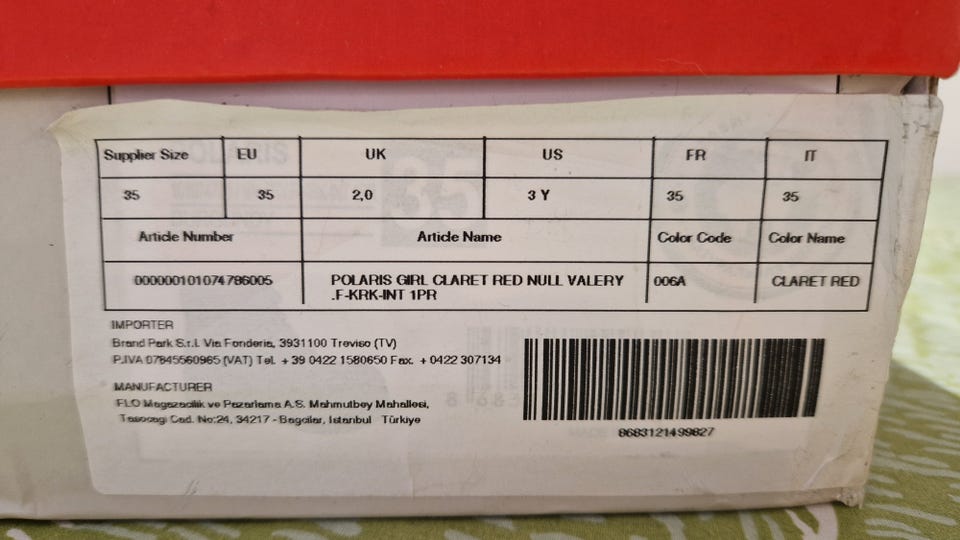 Supplier Size EU UK US FR IT
35 35 2,0 3 Y 35 35
Article Number Article Name Color Code Color Name
000000101074786005 POLARIS GIRL CLARET RED NULL VALERY 006A CLARET RED
.F-KRK-INT 1PR
IMPORTER
Brand Park S.r.l. Via Fonderia, 3931100 Treviso (TV)
P.IVA 07845560965 (VAT) Tel. +39 0422 1580650 Fax. +0422 307134
MANUFACTURER
FLO Magazacilik ve Pazarlama A.S. Mahmutbey Mahallesi,
Tasocagi Cad. No:24, 34217 - Bagcilar, Istanbul Türkiye
8683121499827